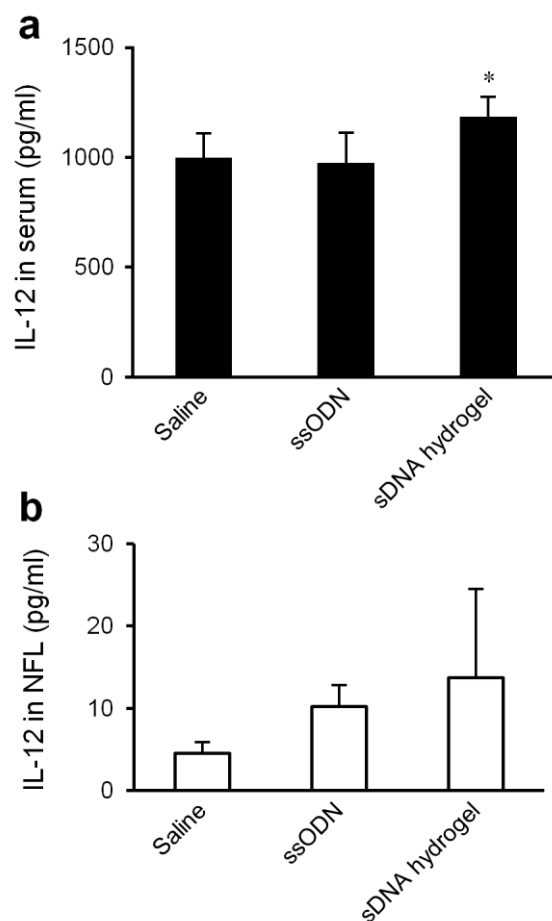 a
IL-12 in serum (pg/ml)
1500
1000
500
0
*
Saline
ssODN
sDNA hydrogel
b
IL-12 in NFL (pg/ml)
30
20
10
0
Saline
ssODN
sDNA hydrogel